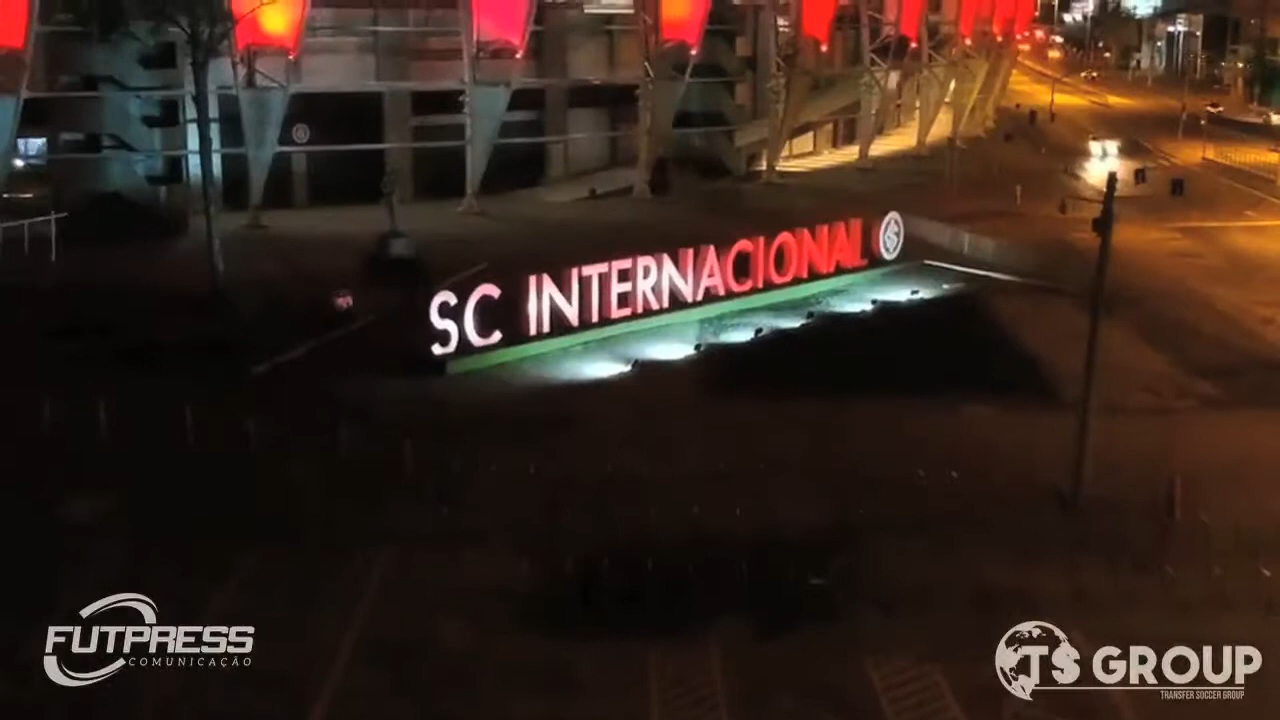 SC INTERNACIONAL
FUTPRESS
COMUNICAÇÃO
TS GROUP
TRANSFER SOCCER GROUP